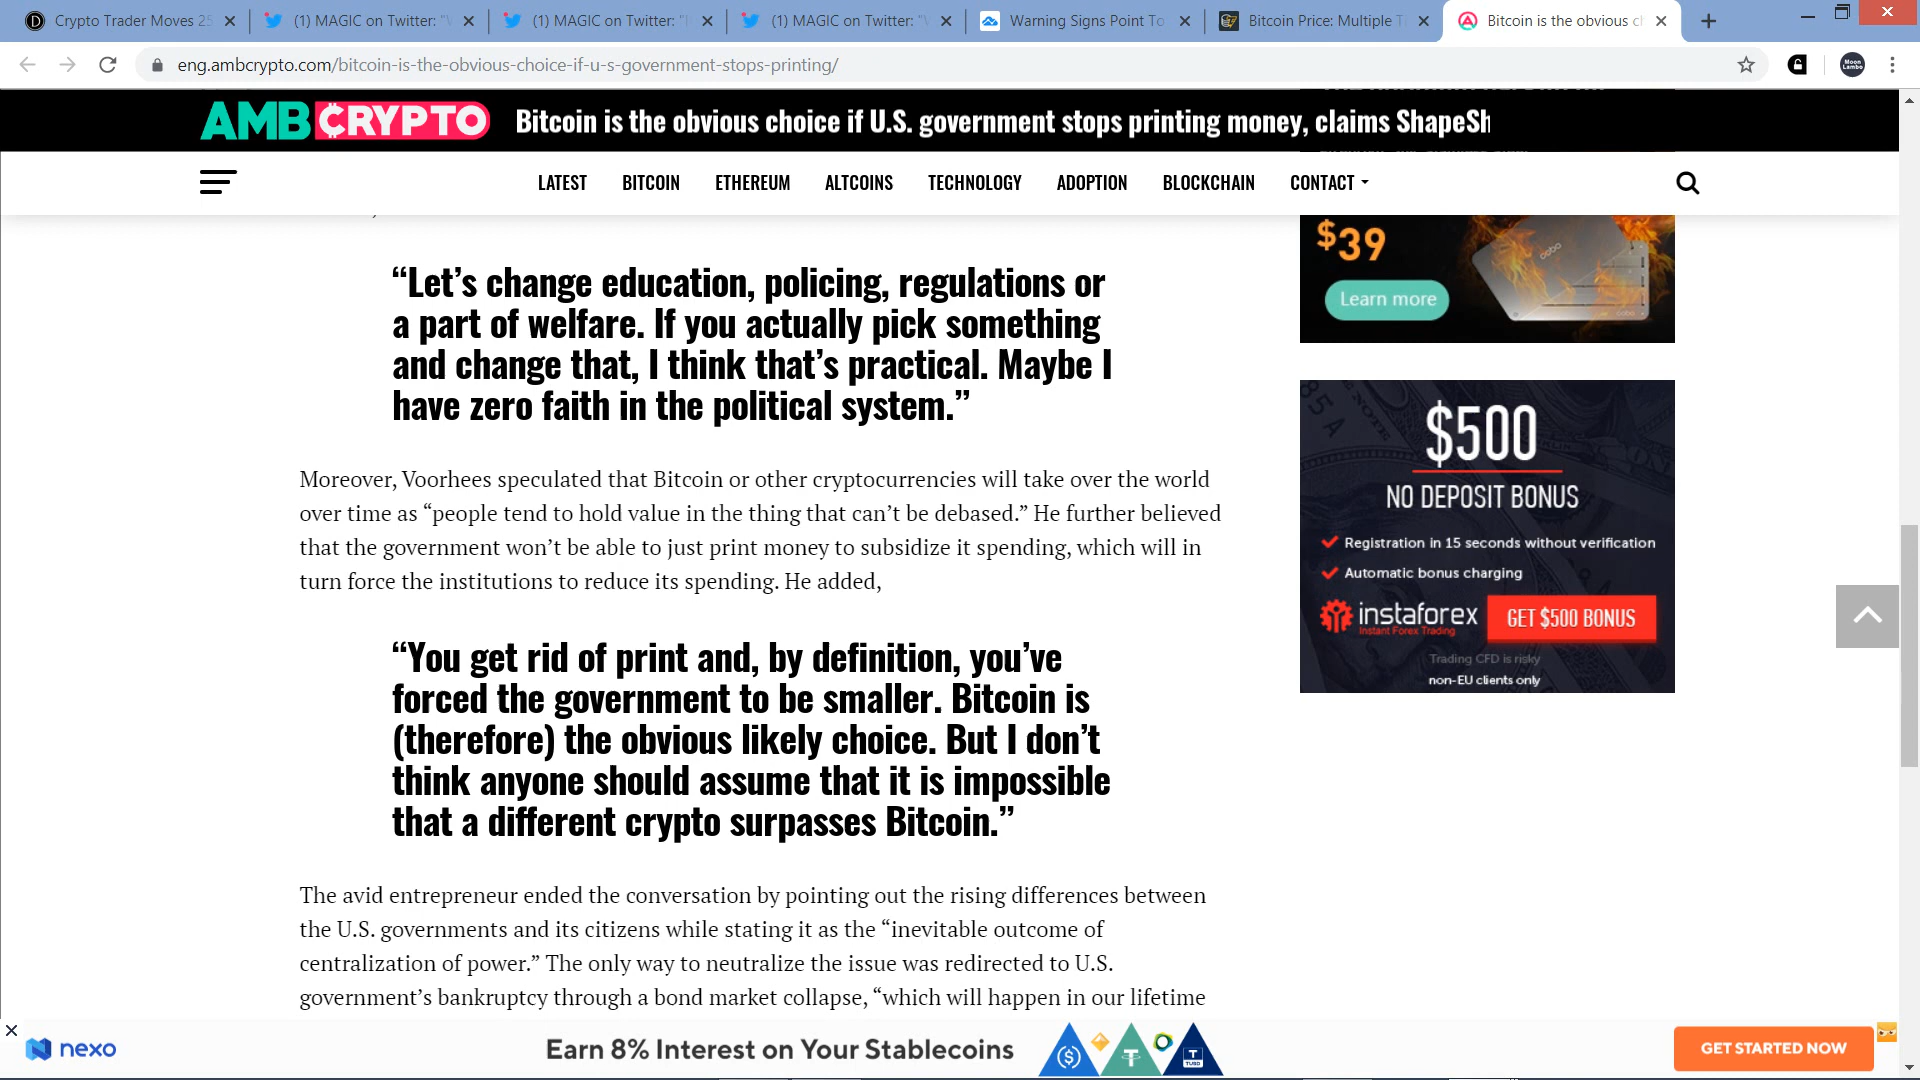 Crypto Trader Moves 25
(1) MAGIC on Twitter: "
(1) MAGIC on Twitter: "
(1) MAGIC on Twitter: "
Warning Signs Point To
Bitcoin Price: Multiple T
Bitcoin is the obvious ch
eng.ambcrypto.com/bitcoin-is-the-obvious-choice-if-u-s-government-stops-printing/
Moon Lambo
AMBCRYPTO
Bitcoin is the obvious choice if U.S. government stops printing money, claims ShapeSh
LATEST BITCOIN ETHEREUM ALTCOINS TECHNOLOGY ADOPTION BLOCKCHAIN CONTACT
“Let’s change education, policing, regulations or
a part of welfare. If you actually pick something
and change that, I think that’s practical. Maybe I
have zero faith in the political system.”
Moreover, Voorhees speculated that Bitcoin or other cryptocurrencies will take over the world
over time as “people tend to hold value in the thing that can’t be debased.” He further believed
that the government won’t be able to just print money to subsidize it spending, which will in
turn force the institutions to reduce its spending. He added,
“You get rid of print and, by definition, you’ve
forced the government to be smaller. Bitcoin is
(therefore) the obvious likely choice. But I don’t
think anyone should assume that it is impossible
that a different crypto surpasses Bitcoin.”
The avid entrepreneur ended the conversation by pointing out the rising differences between
the U.S. governments and its citizens while stating it as the “inevitable outcome of
centralization of power.” The only way to neutralize the issue was redirected to U.S.
government’s bankruptcy through a bond market collapse, “which will happen in our lifetime
$39
Learn more
$500
NO DEPOSIT BONUS
Registration in 15 seconds without verification
Automatic bonus charging
instaforex
Instant Forex Trading
GET $500 BONUS
Trading CFD is risky
non-EU clients only
nexo
Earn 8% Interest on Your Stablecoins
GET STARTED NOW